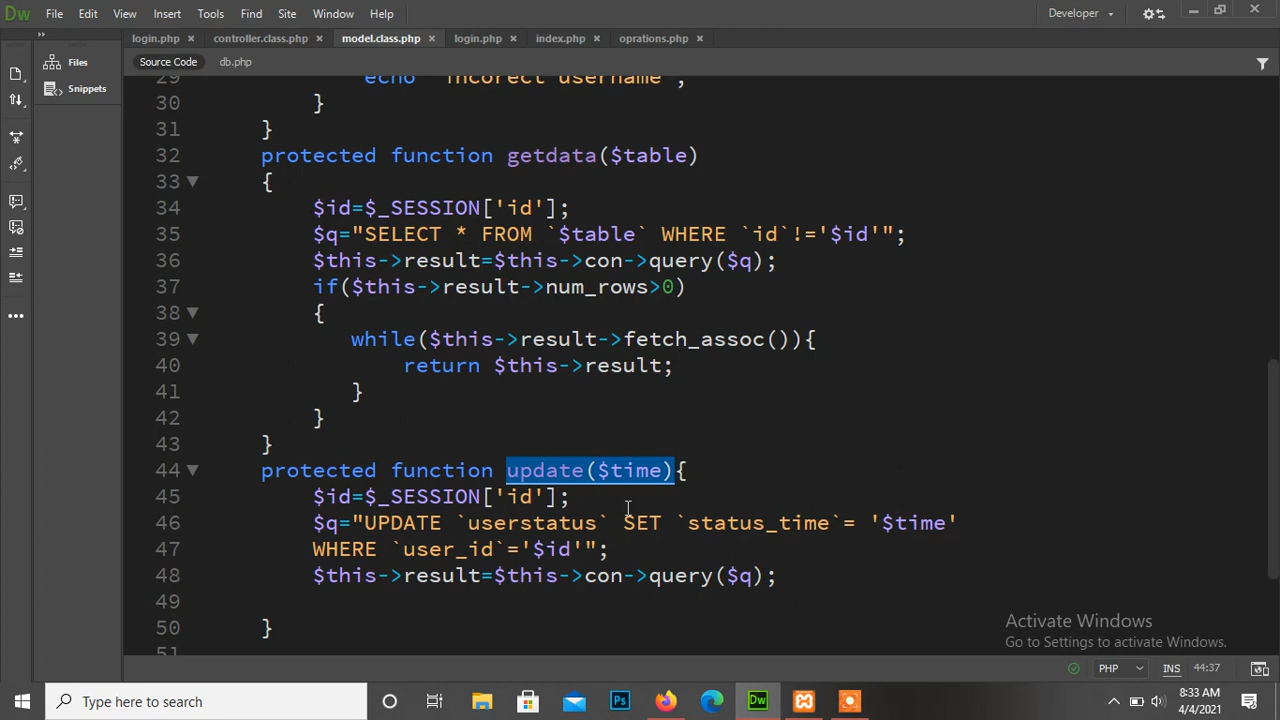 Dw File Edit View Insert Tools Find Site Window Help Developer
login.php controller.class.php model.class.php login.php index.php oprations.php
Files
Snippets
Source Code db.php
29 echo "incorect username";
30 }
31 }
32 protected function getdata($table)
33 {
34 $id=$_SESSION['id'];
35 $q="SELECT * FROM `$table` WHERE `id`!='$id'";
36 $this->result=$this->con->query($q);
37 if($this->result->num_rows>0)
38 {
39 while($this->result->fetch_assoc()){
40 return $this->result;
41 }
42 }
43 }
44 protected function update($time){
45 $id=$_SESSION['id'];
46 $q="UPDATE `userstatus` SET `status_time`= '$time'
47 WHERE `user_id`='$id'";
48 $this->result=$this->con->query($q);
49
50 }
51
Activate Windows
Go to Settings to activate Windows.
PHP INS 44:37
Type here to search
Ps
Dw
8:33 AM
4/4/2021